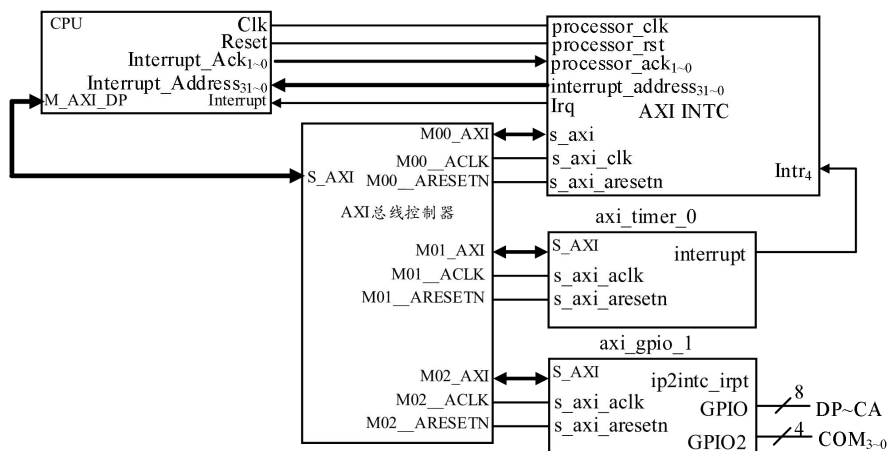 CPU
Clk
Reset
Interrupt_Ack1~0
Interrupt_Address31~0
M_AXI_DP
Interrupt
processor_clk
processor_rst
processor_ack1~0
interrupt_address31~0
Irq
AXI INTC
s_axi
s_axi_clk
s_axi_aresetn
Intr4
M00_AXI
M00__ACLK
M00__ARESETN
S_AXI
AXI总线控制器
M01_AXI
M01__ACLK
M01__ARESETN
M02_AXI
M02__ACLK
M02__ARESETN
axi_timer_0
S_AXI
interrupt
s_axi_aclk
s_axi_aresetn
axi_gpio_1
S_AXI
ip2intc_irpt
s_axi_aclk
GPIO
8
DP~CA
s_axi_aresetn
GPIO2
4
COM3~0